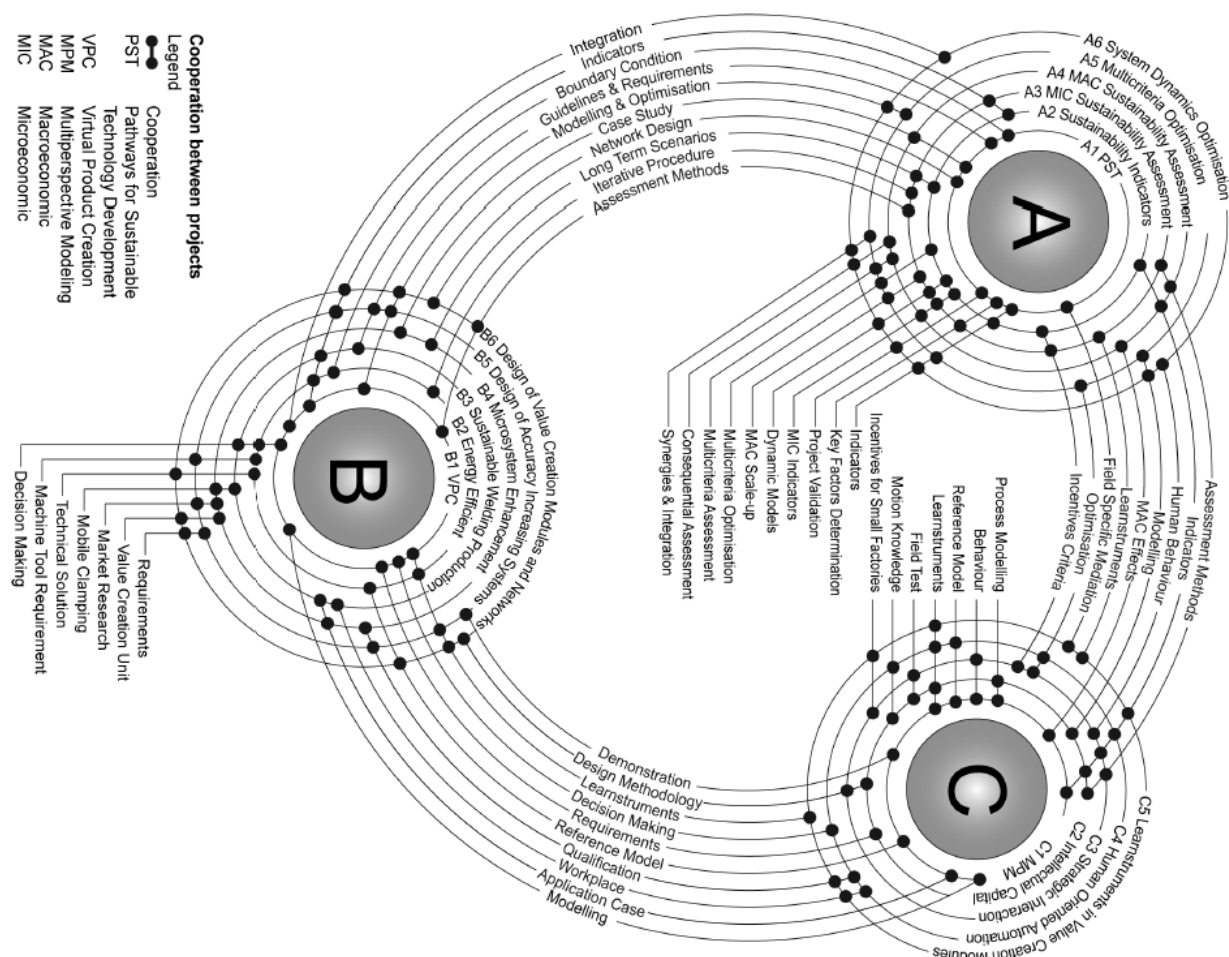 A
A6 System Dynamics Optimisation
A5 Multicriteria Optimisation
A4 MAC Sustainability Assessment
A3 MIC Sustainability Assessment
A2 Sustainability Indicators
A1 PST
Integration
Indicators
Boundary Condition
Guidelines & Requirements
Modelling & Optimisation
Case Study
Network Design
Long Term Scenarios
Iterative Procedure
Assessment Methods
Assessment Methods
Indicators
Human Behaviour
Modelling
MAC Effects
Learnstruments
Field Specific Mediation
Optimisation
Incentives Criteria
Indicators
Key Factors Determination
Project Validation
MIC Indicators
Dynamic Models
MAC Scale-up
Multicriteria Optimisation
Multicriteria Assessment
Consequential Assessment
Synergies & Integration
B
B6 Design of Value Creation Modules and Networks
B5 Design of Accuracy Increasing Systems
B4 Microsystem Enhancement
B3 Sustainable Welding Production
B2 Energy Efficient
B1 VPC
Requirements
Value Creation Unit
Market Research
Mobile Clamping
Technical Solution
Machine Tool Requirement
Decision Making
C
C5 Learnstruments in Value Creation Modules
C4 Human Oriented Automation
C3 Strategic Interaction
C2 Intellectual Capital
C1 MPM
Process Modelling
Behaviour
Reference Model
Learnstruments
Field Test
Motion Knowledge
Incentives for Small Factories
Demonstration
Design Methodology
Learnstruments
Decision Making
Requirements
Reference Model
Qualification
Workplace
Application Case
Modelling
Cooperation between projects
Legend
Cooperation
PST Pathways for Sustainable
Technology Development
VPC Virtual Product Creation
MPM Multiperspective Modeling
MAC Macroeconomic
MIC Microeconomic